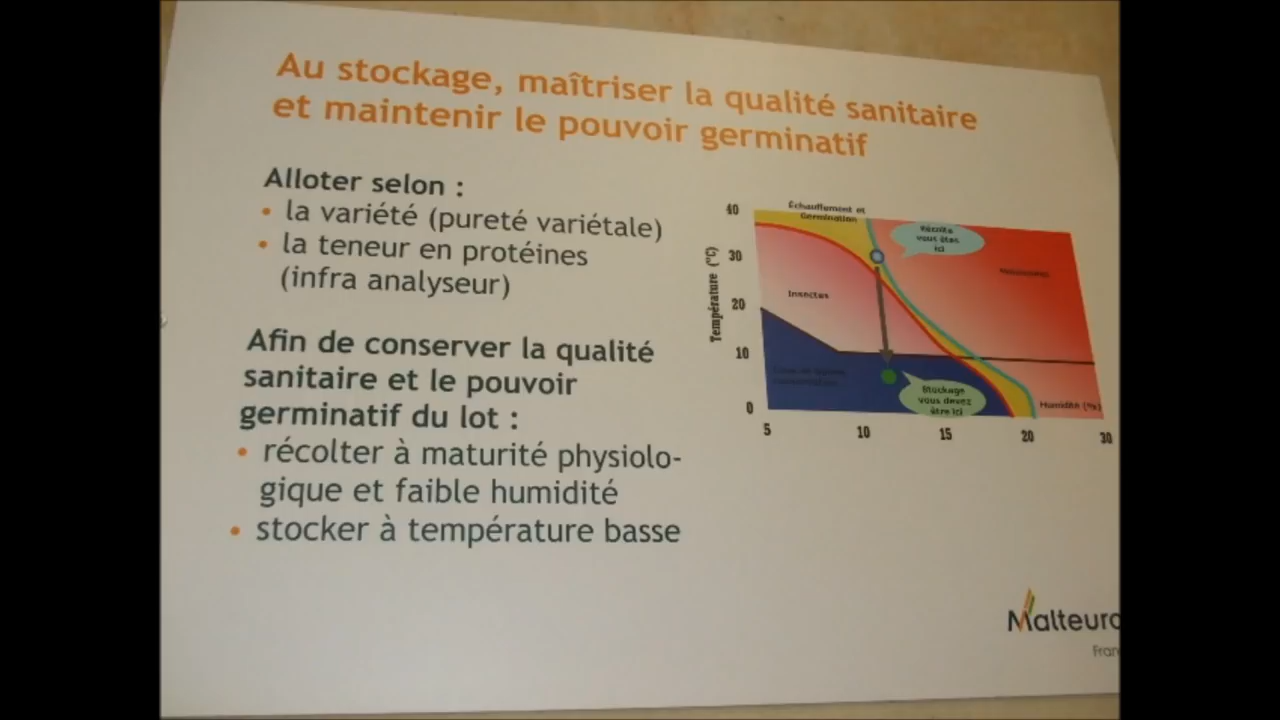 Au stockage, maîtriser la qualité sanitaire
et maintenir le pouvoir germinatif
Alloter selon :
• la variété (pureté variétale)
• la teneur en protéines
(infra analyseur)
Afin de conserver la qualité
sanitaire et le pouvoir
germinatif du lot :
• récolter à maturité physiolo-
gique et faible humidité
• stocker à température basse
Échauffement et
Germination
Récolte
vous êtes
ici
Insectes
Stockage
vous devez
être ici
Humidité (%)
Température (°C)
40
30
20
10
0
5
10
15
20
30
Malteuro
Fran